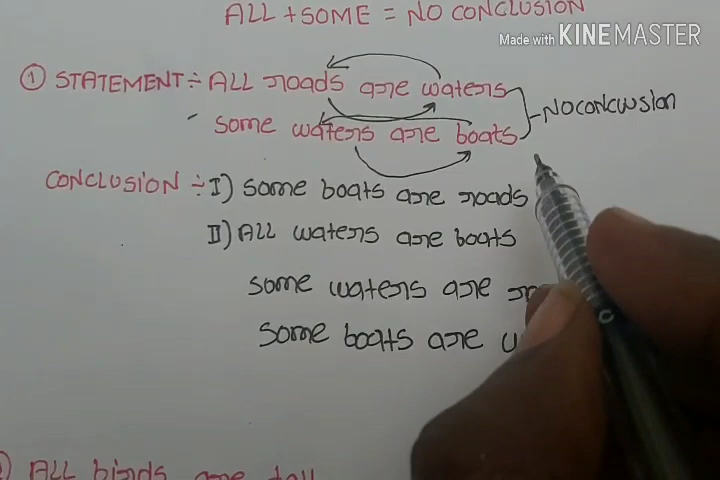 ALL + SOME = NO CONCLUSION
Made with KINEMASTER
① STATEMENT ÷ ALL roads are waters
some waters are boats
NO conclusion
CONCLUSION ÷ I) some boats are roads
II) ALL waters are boats
some waters are
some boats are
ALL birds are tall